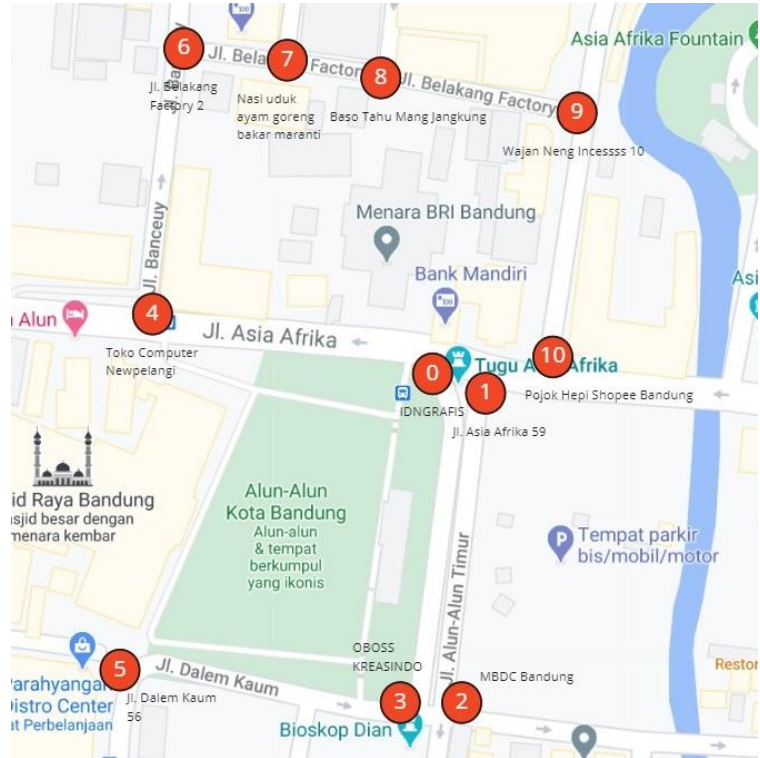 100
Asia Afrika Fountain
6
Jl. Bela
7
Factor
8
Jl. Belakang Factory
9
Jl. Belakang
Factory 2
Nasi uduk
ayam goreng
bakar maranti
Baso Tahu Mang Jangkung
Wajan Neng Incessss 10
Menara BRI Bandung
Jl. Banceuy
Bank Mandiri
100
Asi
4
Alun
Jl. Asia Afrika
Toko Computer
Newpelangi
0
Tugu A
10
Afrika
1
IDNGRAFIS
Pojok Hepi Shopee Bandung
Jl. Asia Afrika 59
id Raya Bandung
asjid besar dengan
menara kembar
Alun-Alun
Kota Bandung
Alun-alun
& tempat
berkumpul
yang ikonis
P
Tempat parkir
bis/mobil/motor
Jl. Alun-Alun Timur
OBOSS
KREASINDO
MBDC Bandung
Restor
5
Jl. Dalem Kaum
Parahyangan
Distro Center
at Perbelanjaan
Jl. Dalem Kaum
56
3
2
Bioskop Dian